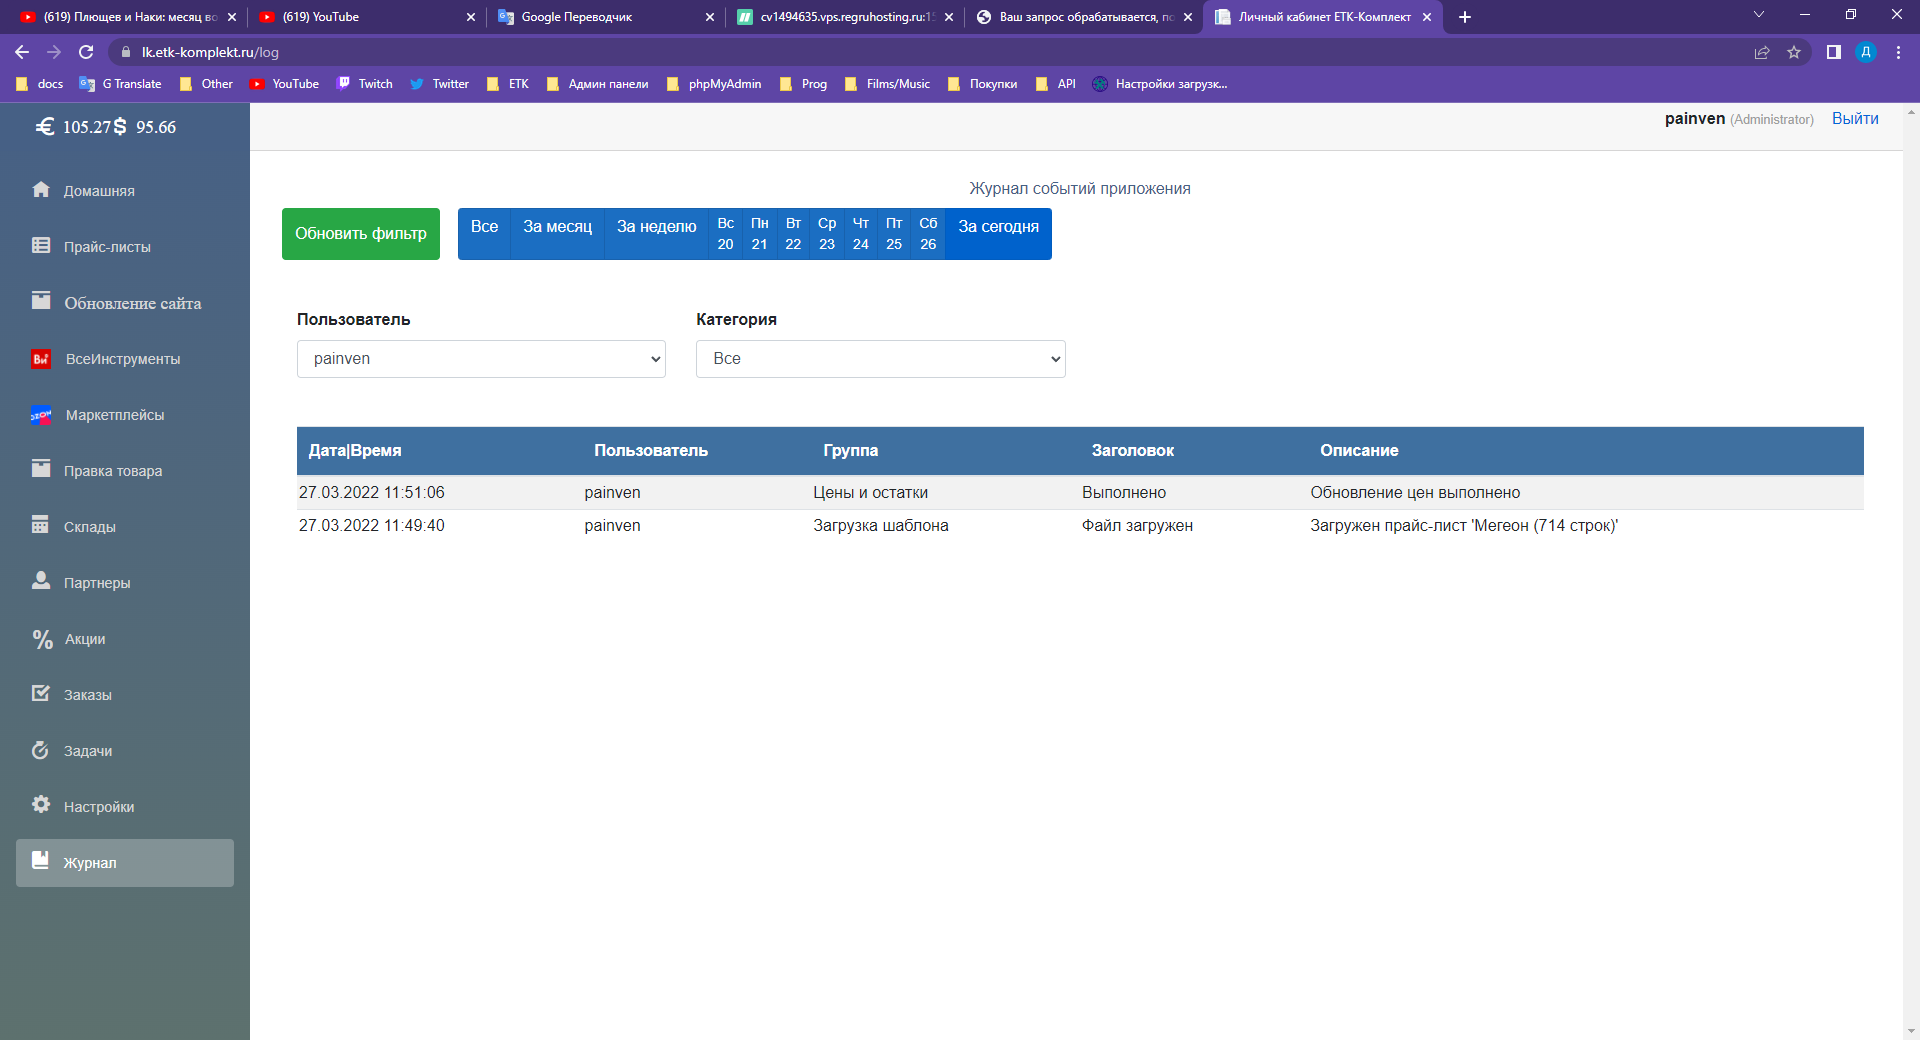 (619) Плющев и Наки: месяц во
(619) YouTube
Google Переводчик
cv1494635.vps.regruhosting.ru:15
Ваш запрос обрабатывается, по
Личный кабинет ЕТК-Комплект
lk.etk-komplekt.ru/log
Д
docs
G Translate
Other
YouTube
Twitch
Twitter
ETK
Админ панели
phpMyAdmin
Prog
Films/Music
Покупки
API
Настройки загрузк...
€ 105.27 $ 95.66
painven (Administrator) Выйти
Домашняя
Прайс-листы
Обновление сайта
ВсеИнструменты
Маркетплейсы
Правка товара
Склады
Партнеры
% Акции
Заказы
Задачи
Настройки
Журнал
Журнал событий приложения
Обновить фильтр
Все
За месяц
За неделю
Вс 20
Пн 21
Вт 22
Ср 23
Чт 24
Пт 25
Сб 26
За сегодня
Пользователь
painven
Категория
Все
Дата|Время Пользователь Группа Заголовок Описание
27.03.2022 11:51:06 painven Цены и остатки Выполнено Обновление цен выполнено
27.03.2022 11:49:40 painven Загрузка шаблона Файл загружен Загружен прайс-лист 'Мегеон (714 строк)'